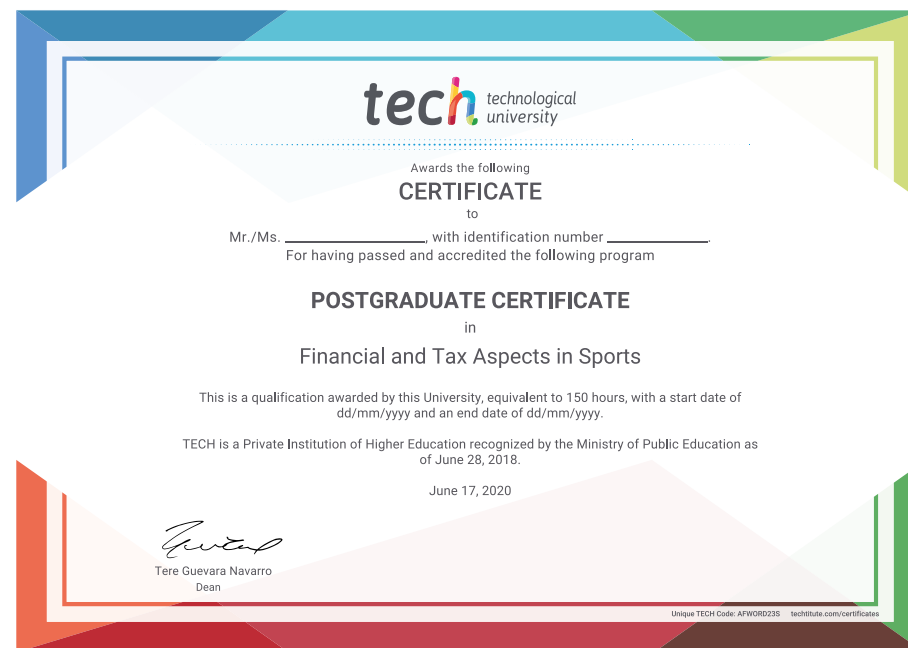 tech technological
university
Awards the following
CERTIFICATE
to
Mr./Ms. ____________________, with identification number ______________.
For having passed and accredited the following program
POSTGRADUATE CERTIFICATE
in
Financial and Tax Aspects in Sports
This is a qualification awarded by this University, equivalent to 150 hours, with a start date of
dd/mm/yyyy and an end date of dd/mm/yyyy.
TECH is a Private Institution of Higher Education recognized by the Ministry of Public Education as
of June 28, 2018.
June 17, 2020
Tere Guevara Navarro
Dean
Unique TECH Code: AFWORD23S techtitute.com/certificates